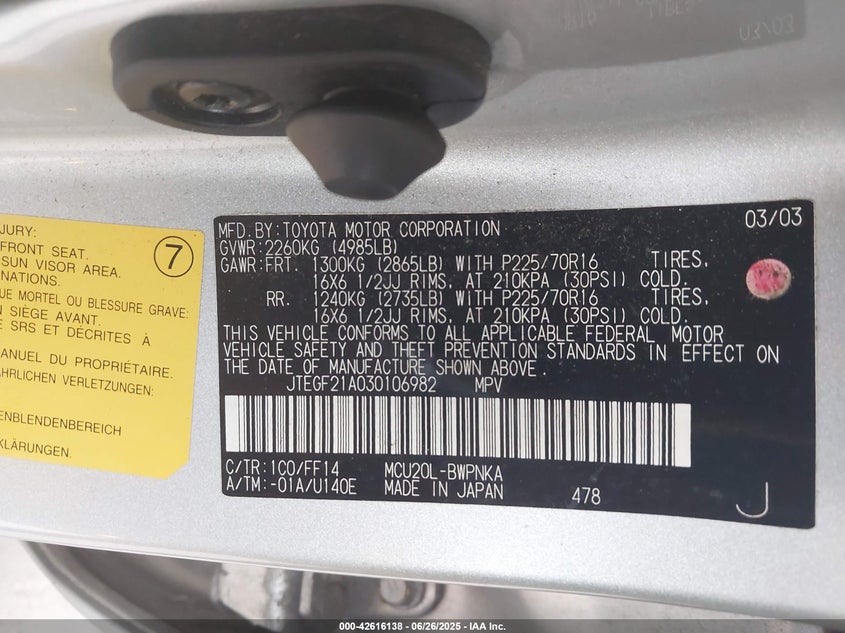 03/03
INJURY:
FRONT SEAT.
SUN VISOR AREA.
7
UE MORTEL OU BLESSURE GRAVE:
SIÈGE AVANT.
E SRS ET DÉCRITES À
ANUEL DU PROPRIÉTAIRE.
ÄHRLICHEN VERLETZUNGEN:
ENBLENDENBEREICH
KLÄRUNGEN.
MFD. BY: TOYOTA MOTOR CORPORATION 03/03
GVWR: 2260KG (4985LB)
GAWR: FRT. 1300KG (2865LB) WITH P225/70R16 TIRES,
16X6 1/2JJ RIMS, AT 210KPA (30PSI) COLD.
RR. 1240KG (2735LB) WITH P225/70R16 TIRES,
16X6 1/2JJ RIMS, AT 210KPA (30PSI) COLD.
THIS VEHICLE CONFORMS TO ALL APPLICABLE FEDERAL MOTOR
VEHICLE SAFETY AND THEFT PREVENTION STANDARDS IN EFFECT ON
THE DATE OF MANUFACTURE SHOWN ABOVE.
JTEGF21A030106982 MPV
C/TR: 1C0/FF14 MCU20L-BWPNKA
A/TM: -01A/U140E MADE IN JAPAN 478 J
000-42616138 - 06/26/2025 - IAA Inc.